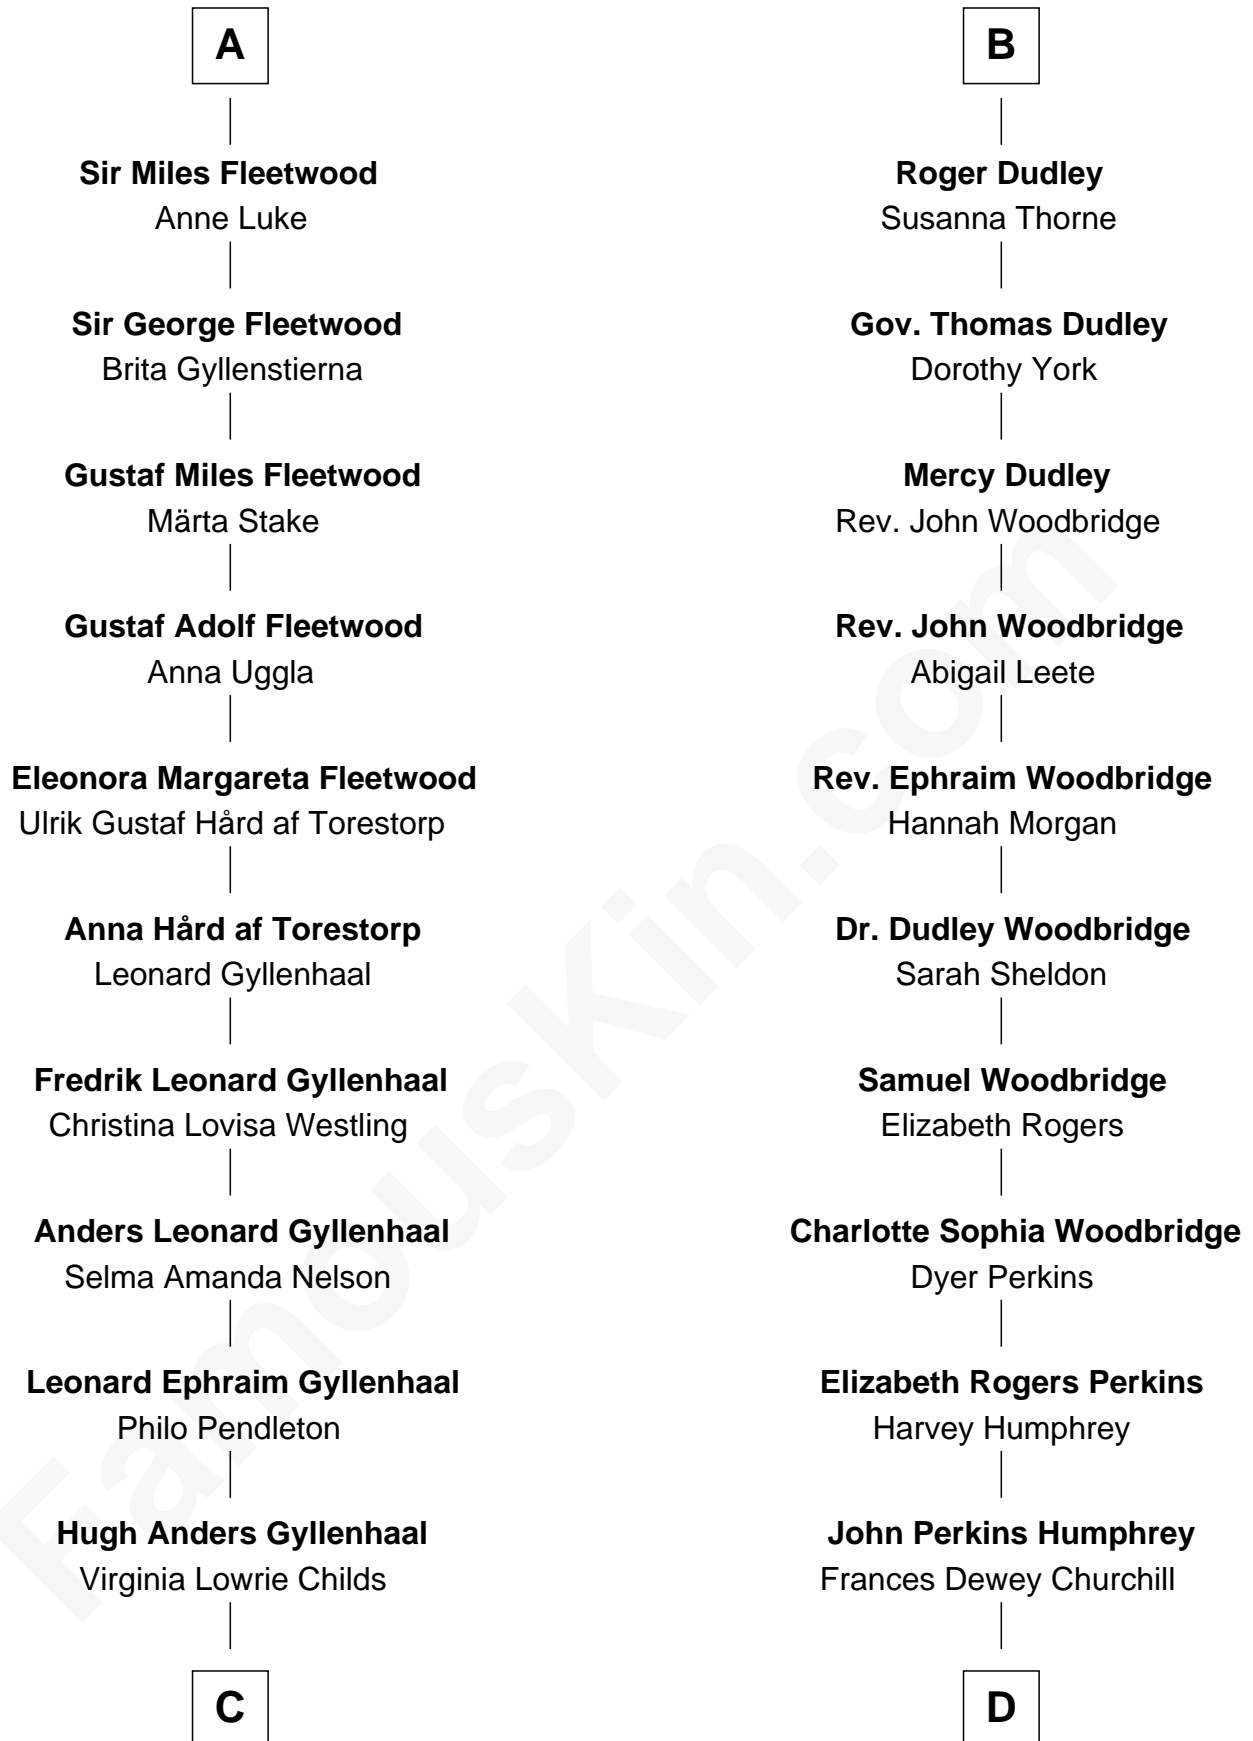 A
Sir Miles Fleetwood
Anne Luke
Sir George Fleetwood
Brita Gyllenstierna
Gustaf Miles Fleetwood
Märta Stake
Gustaf Adolf Fleetwood
Anna Uggla
Eleonora Margareta Fleetwood
Ulrik Gustaf Hård af Torestorp
Anna Hård af Torestorp
Leonard Gyllenhaal
Fredrik Leonard Gyllenhaal
Christina Lovisa Westling
Anders Leonard Gyllenhaal
Selma Amanda Nelson
Leonard Ephraim Gyllenhaal
Philo Pendleton
Hugh Anders Gyllenhaal
Virginia Lowrie Childs
C
B
Roger Dudley
Susanna Thorne
Gov. Thomas Dudley
Dorothy York
Mercy Dudley
Rev. John Woodbridge
Rev. John Woodbridge
Abigail Leete
Rev. Ephraim Woodbridge
Hannah Morgan
Dr. Dudley Woodbridge
Sarah Sheldon
Samuel Woodbridge
Elizabeth Rogers
Charlotte Sophia Woodbridge
Dyer Perkins
Elizabeth Rogers Perkins
Harvey Humphrey
John Perkins Humphrey
Frances Dewey Churchill
D
FamousKin.com